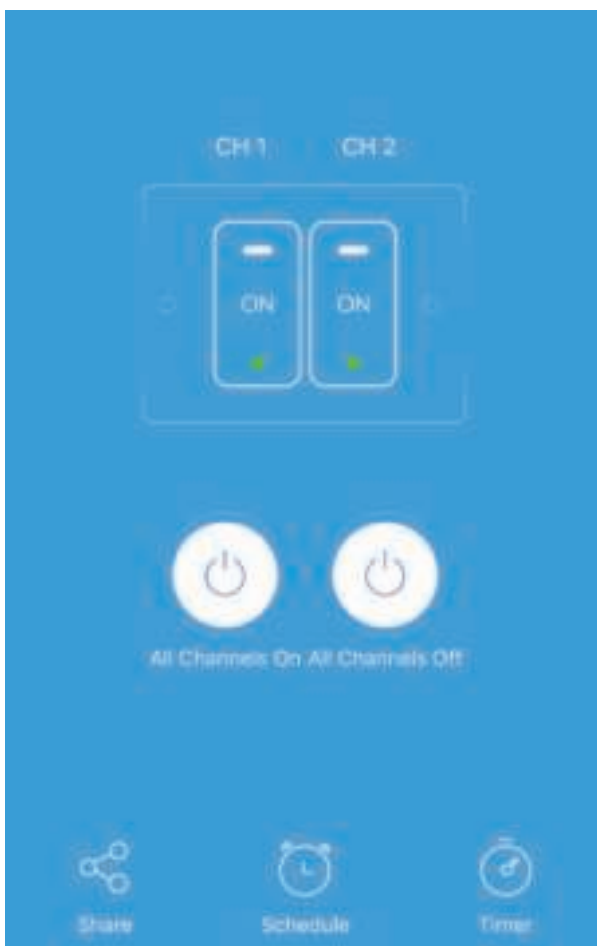 CH 1 CH 2
ON ON
All Channels On All Channels Off
Share Schedule Timer